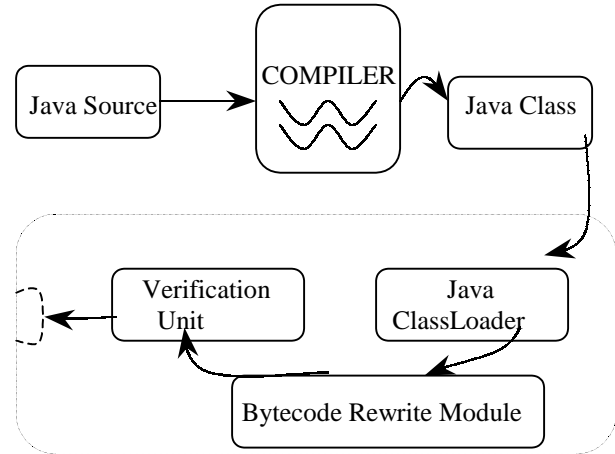 Java Source
COMPILER
Java Class
Verification
Unit
Java
ClassLoader
Bytecode Rewrite Module